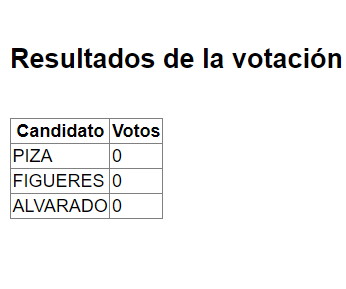 Resultados de la votación
Candidato Votos
PIZA 0
FIGUERES 0
ALVARADO 0